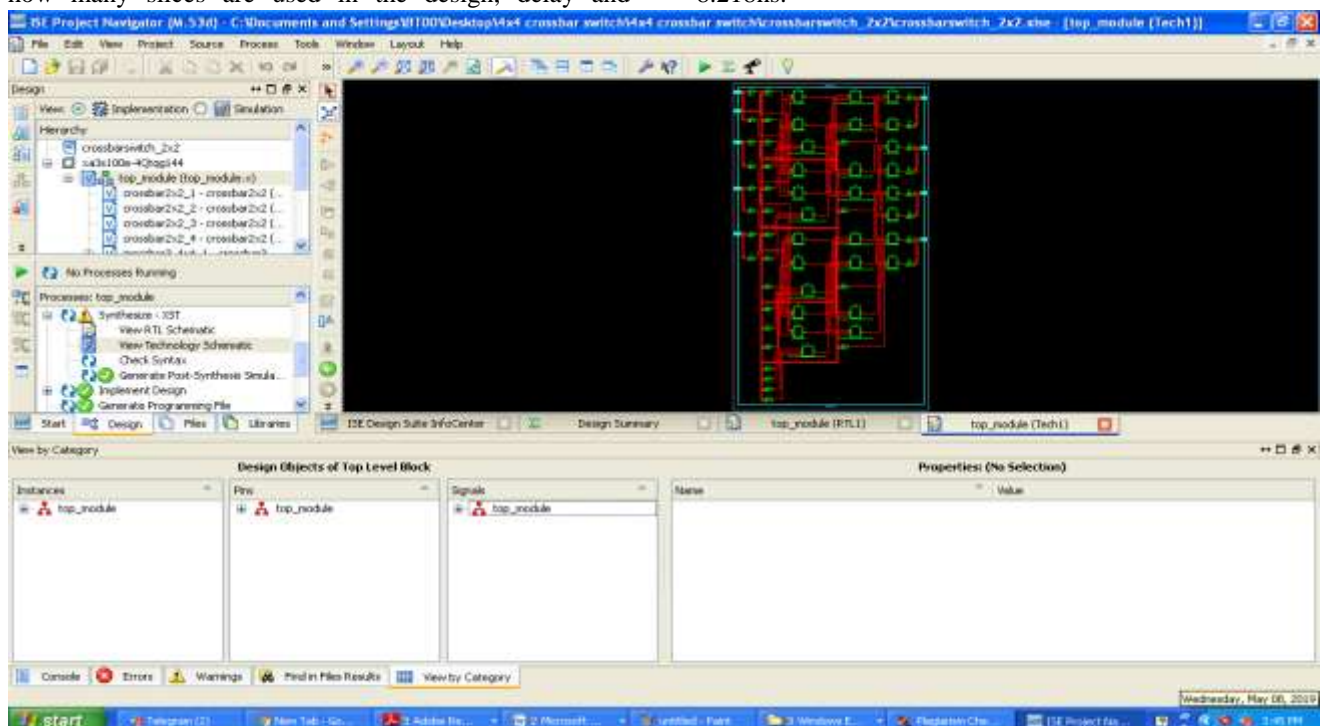 how many slices are used in the design, delay and
ISE Project Navigator (M.53d) - C:\Documents and Settings\IITDO\Desktop\4x4 crossbar switch\4x4 crossbar switch\crossbarswitch_2x2\crossbarswitch_2x2.xise - [top_module (Tech1)]
File Edit View Project Source Process Tools Window Layout Help
Design
View: Implementation Simulation
Hierarchy
crossbarswitch_2x2
xa3s100e-4Qtqg144
top_module (top_module.v)
crossbar2x2_1 - crossbar2x2 (...
crossbar2x2_2 - crossbar2x2 (...
crossbar2x2_3 - crossbar2x2 (...
crossbar2x2_4 - crossbar2x2 (...
No Processes Running
Processes: top_module
Synthesize - XST
View RTL Schematic
View Technology Schematic
Check Syntax
Generate Post-Synthesis Simula...
Implement Design
Generate Programming File
Start Design Files Libraries
ISE Design Suite InfoCenter
Design Summary
top_module (RTL1)
top_module (Tech1)
View by Category
Design Objects of Top Level Block
Properties: (No Selection)
Instances Pins Signals Name Value
top_module top_module top_module
Console Errors Warnings Find in Files Results View by Category
Wednesday, May 08, 2019
start Telegram (2) New Tab - Go... 3 Adobe Re... 2 Microsoft ... untitled - Paint 3 Windows E... Plagiarism Che... ISE Project Na...